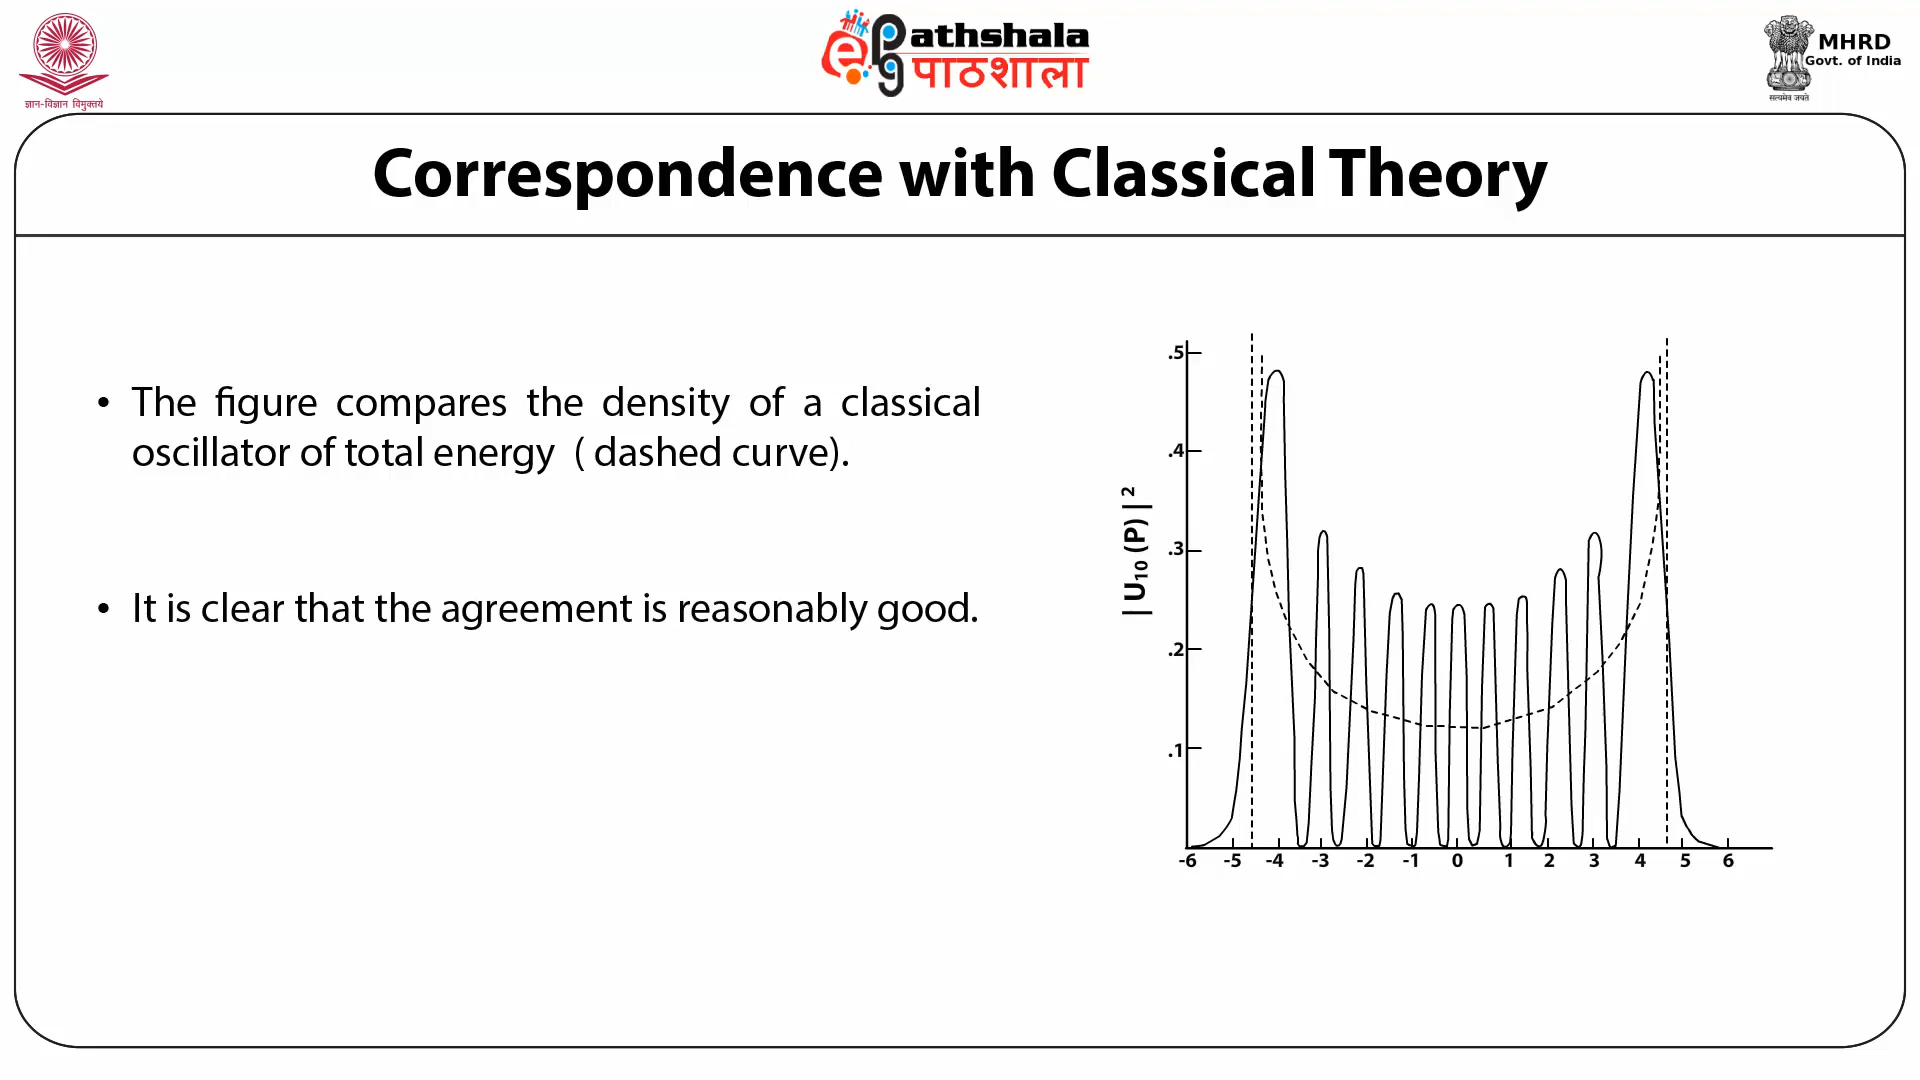 ज्ञान-विज्ञान विमुक्तये
e
Pathshala
पाठशाला
MHRD
Govt. of India
सत्यमेव जयते
Correspondence with Classical Theory
• The figure compares the density of a classical
oscillator of total energy ( dashed curve).
• It is clear that the agreement is reasonably good.
| U10 (P) | 2
.5
.4
.3
.2
.1
-6 -5 -4 -3 -2 -1 0 1 2 3 4 5 6